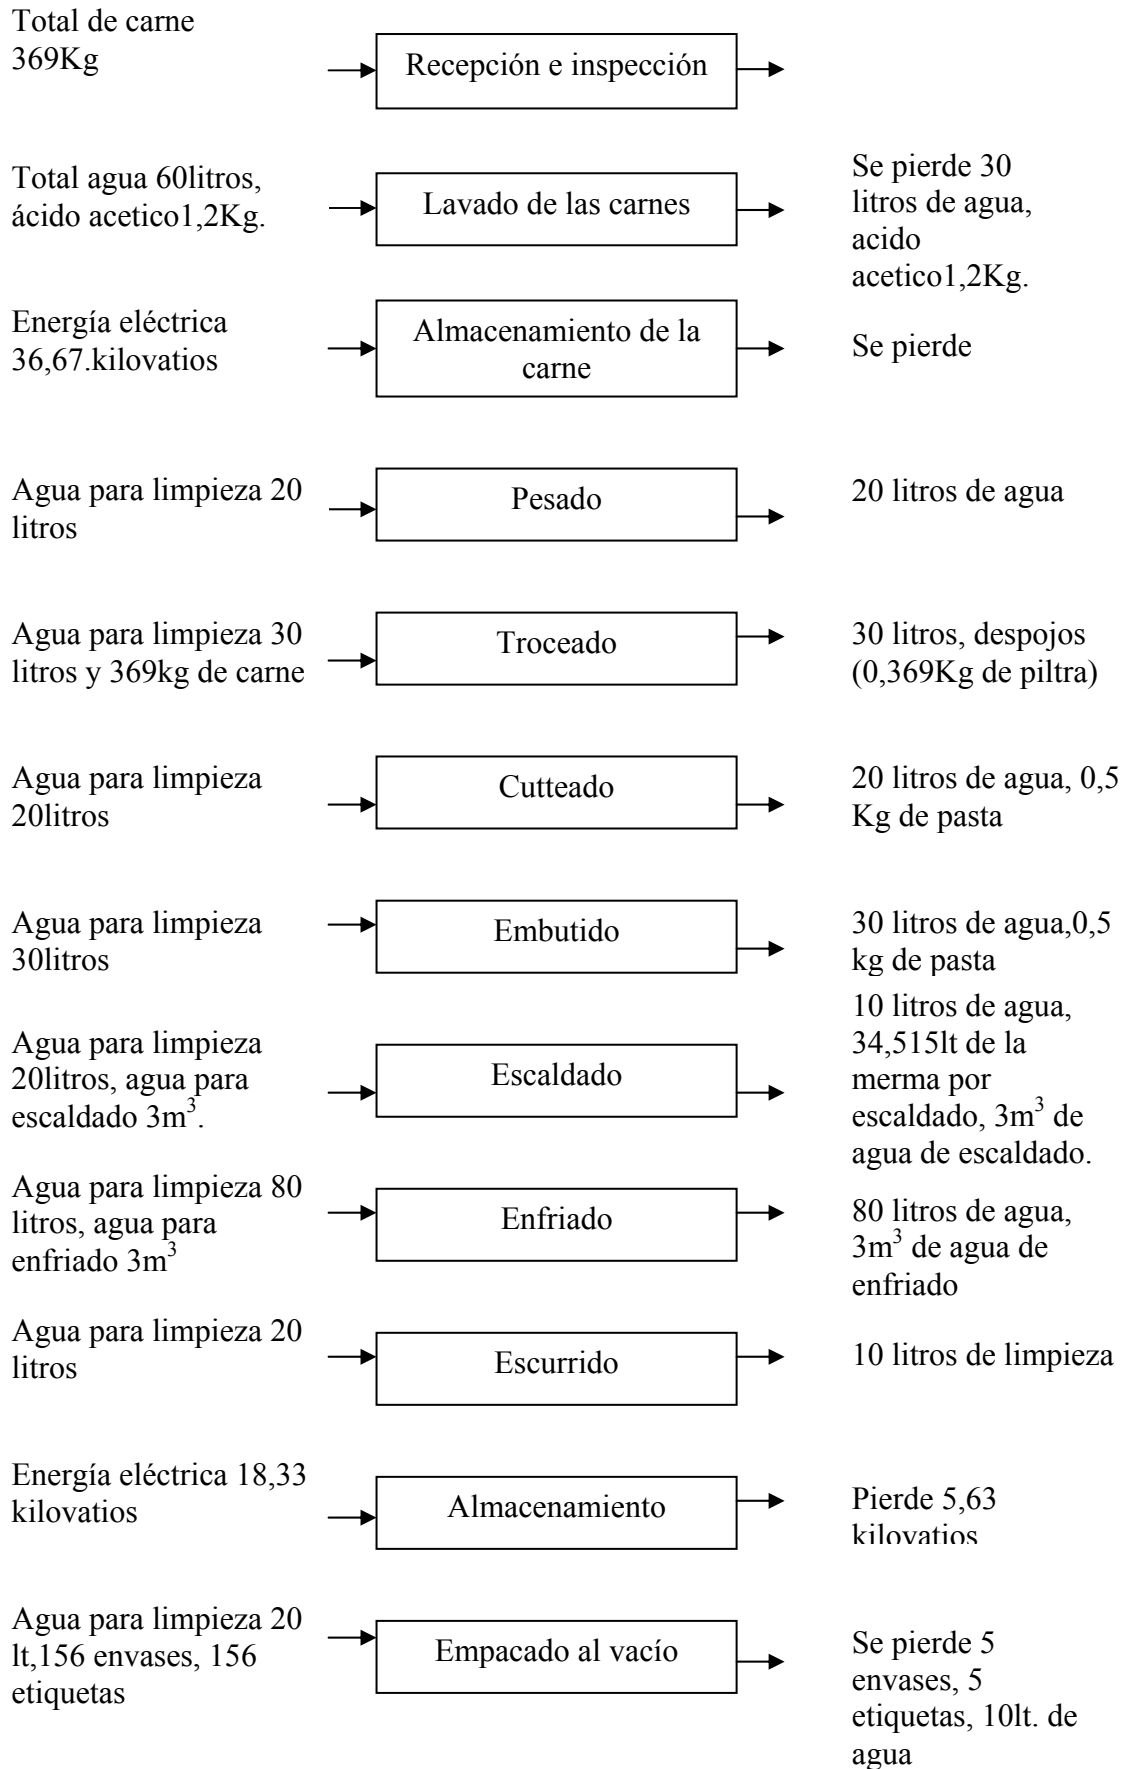 Total de carne
369Kg
Recepción e inspección
Total agua 60litros,
ácido acetico1,2Kg.
Lavado de las carnes
Se pierde 30
litros de agua,
acido
acetico1,2Kg.
Energía eléctrica
36,67.kilovatios
Almacenamiento de la
carne
Se pierde
Agua para limpieza 20
litros
Pesado
20 litros de agua
Agua para limpieza 30
litros y 369kg de carne
Troceado
30 litros, despojos
(0,369Kg de piltra)
Agua para limpieza
20litros
Cutteado
20 litros de agua, 0,5
Kg de pasta
Agua para limpieza
30litros
Embutido
30 litros de agua,0,5
kg de pasta
Agua para limpieza
20litros, agua para
escaldado 3m³.
Escaldado
10 litros de agua,
34,515lt de la
merma por
escaldado, 3m³ de
agua de escaldado.
Agua para limpieza 80
litros, agua para
enfriado 3m³
Enfriado
80 litros de agua,
3m³ de agua de
enfriado
Agua para limpieza 20
litros
Escurrido
10 litros de limpieza
Energía eléctrica 18,33
kilovatios
Almacenamiento
Pierde 5,63
kilovatios
Agua para limpieza 20
lt,156 envases, 156
etiquetas
Empacado al vacío
Se pierde 5
envases, 5
etiquetas, 10lt. de
agua